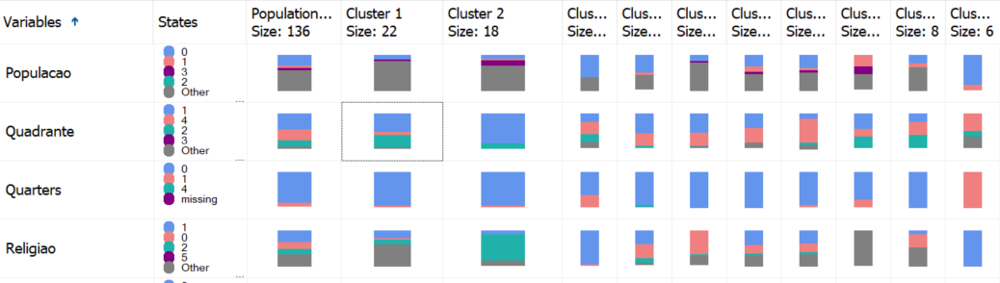 Variables States Population... Cluster 1 Cluster 2 Clus... Clus... Clus... Clus... Clus... Clus... Clus... Clus...
Size: 136 Size: 22 Size: 18 Size... Size... Size... Size... Size... Size... Size: 8 Size: 6
Populacao
0
1
3
2
Other
...
Quadrante
1
4
2
3
Other
...
Quarters
0
1
4
missing
Religiao
1
0
2
5
Other
...